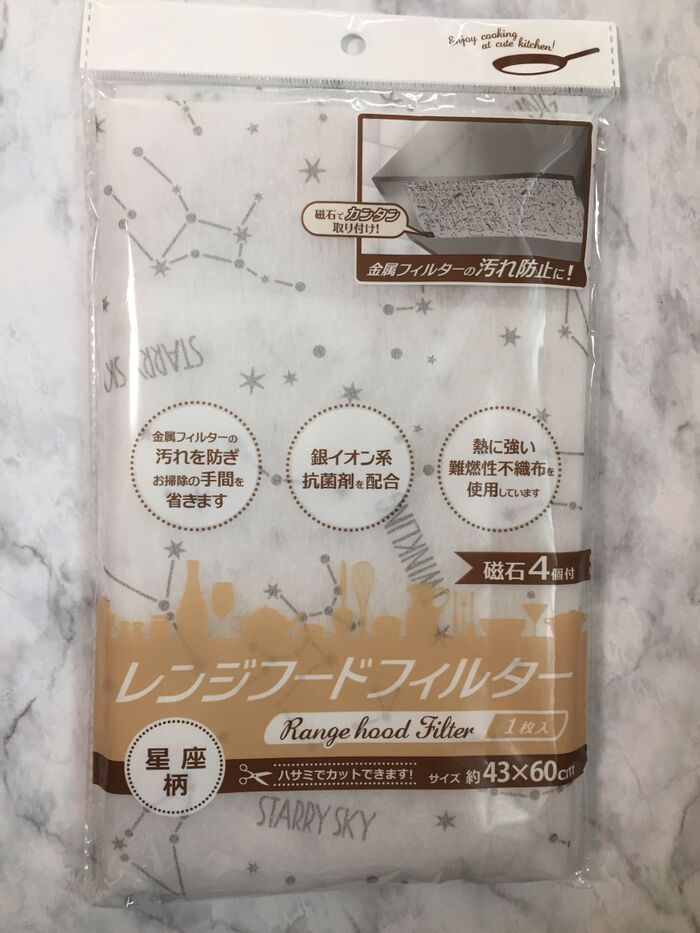 Enjoy cooking
at cute kitchen!
磁石でカンタン
取り付け!
金属フィルターの汚れ防止に!
STARRY SK
金属フィルターの
汚れを防ぎ
お掃除の手間を
省きます
銀イオン系
抗菌剤を配合
熱に強い
難燃性不織布を
使用しています
WINKLIN
磁石4個付
レンジフードフィルター
Range hood Filter
1枚入
星座
柄
ハサミでカットできます!
サイズ 約43×60cm
STARRY SKY